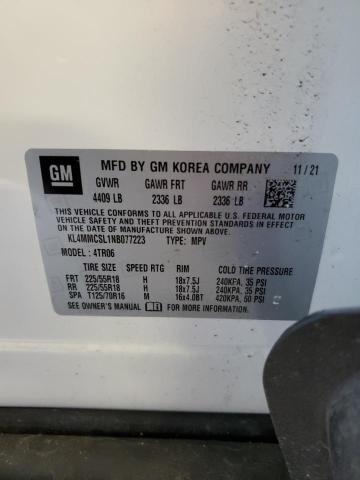 GM
MFD BY GM KOREA COMPANY 11/21
GVWR GAWR FRT GAWR RR
4409 LB 2336 LB 2336 LB
THIS VEHICLE CONFORMS TO ALL APPLICABLE U.S. FEDERAL MOTOR
VEHICLE SAFETY AND THEFT PREVENTION STANDARDS IN EFFECT ON THE
DATE OF MANUFACTURE SHOWN ABOVE.
KL4MMCSL1NB077223 TYPE: MPV
MODEL: 4TR06
TIRE SIZE SPEED RTG RIM COLD TIRE PRESSURE
FRT 225/55R18 H 18x7.5J 240KPA, 35 PSI
RR 225/55R18 H 18x7.5J 240KPA, 35 PSI
SPA T125/70R16 M 16x4.0BT 420KPA, 60 PSI
SEE OWNER'S MANUAL FOR MORE INFORMATION.